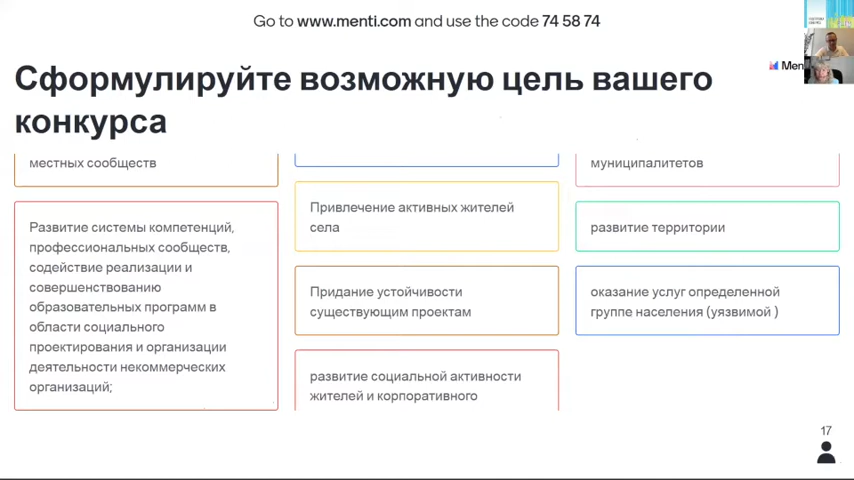 Go to www.menti.com and use the code 74 58 74
Men
Сформулируйте возможную цель вашего
конкурса
местных сообществ
Развитие системы компетенций,
профессиональных сообществ,
содействие реализации и
совершенствованию
образовательных программ в
области социального
проектирования и организации
деятельности некоммерческих
организаций;
Привлечение активных жителей
села
Придание устойчивости
существующим проектам
развитие социальной активности
жителей и корпоративного
муниципалитетов
развитие территории
оказание услуг определенной
группе населения (уязвимой )
17